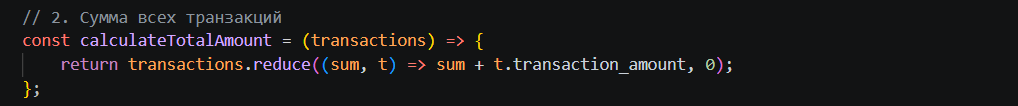 // 2. Сумма всех транзакций
const calculateTotalAmount = (transactions) => {
    return transactions.reduce((sum, t) => sum + t.transaction_amount, 0);
};